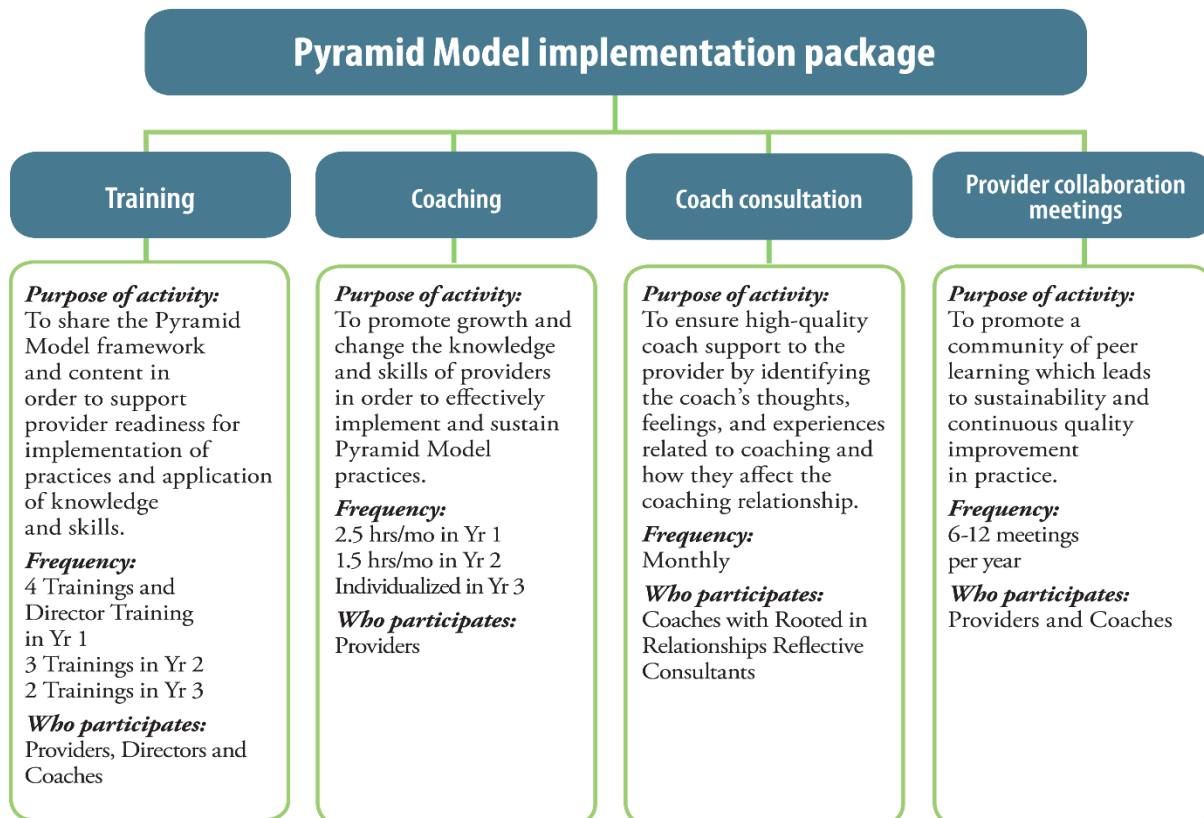 Pyramid Model implementation package
Training
Purpose of activity:
To share the Pyramid
Model framework
and content in
order to support
provider readiness for
implementation of
practices and application
of knowledge
and skills.
Frequency:
4 Trainings and
Director Training
in Yr 1
3 Trainings in Yr 2
2 Trainings in Yr 3
Who participates:
Providers, Directors and
Coaches
Coaching
Purpose of activity:
To promote growth and
change the knowledge
and skills of providers
in order to effectively
implement and sustain
Pyramid Model
practices.
Frequency:
2.5 hrs/mo in Yr 1
1.5 hrs/mo in Yr 2
Individualized in Yr 3
Who participates:
Providers
Coach consultation
Purpose of activity:
To ensure high-quality
coach support to the
provider by identifying
the coach’s thoughts,
feelings, and experiences
related to coaching and
how they affect the
coaching relationship.
Frequency:
Monthly
Who participates:
Coaches with Rooted in
Relationships Reflective
Consultants
Provider collaboration
meetings
Purpose of activity:
To promote a
community of peer
learning which leads
to sustainability and
continuous quality
improvement
in practice.
Frequency:
6-12 meetings
per year
Who participates:
Providers and Coaches